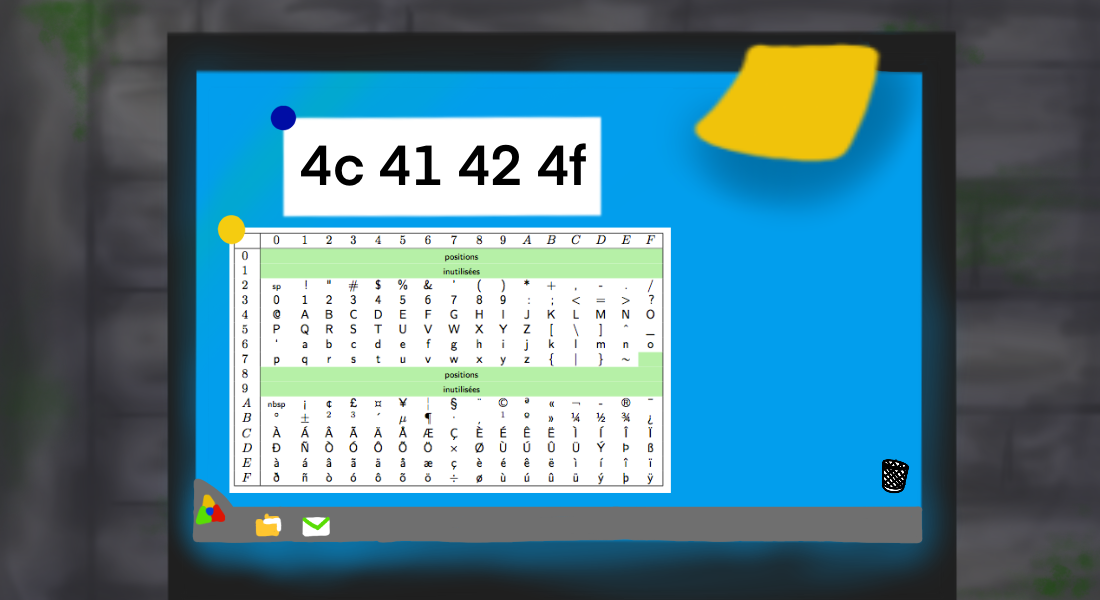 4c 41 42 4f
0 1 2 3 4 5 6 7 8 9 A B C D E F
0 positions
1 inutilisées
2 sp ! " # $ % & ' ( ) * + , - . /
3 0 1 2 3 4 5 6 7 8 9 : ; < = > ?
4 @ A B C D E F G H I J K L M N O
5 P Q R S T U V W X Y Z [ \ ] ^ _
6 ' a b c d e f g h i j k l m n o
7 p q r s t u v w x y z { | } ~
8 positions
9 inutilisées
A nbsp ¡ ¢ £ ¤ ¥ ¦ § ¨ © ª « ¬ - ® ¯
B ° ± ² ³ ´ µ ¶ · ¸ ¹ º » ¼ ½ ¾ ¿
C À Á Â Ã Ä Å Æ Ç È É Ê Ë Ì Í Î Ï
D Ð Ñ Ò Ó Ô Õ Ö × Ø Ù Ú Û Ü Ý Þ ß
E à á â ã ä å æ ç è é ê ë ì í î ï
F ð ñ ò ó ô õ ö ÷ ø ù ú û ü ý þ ÿ